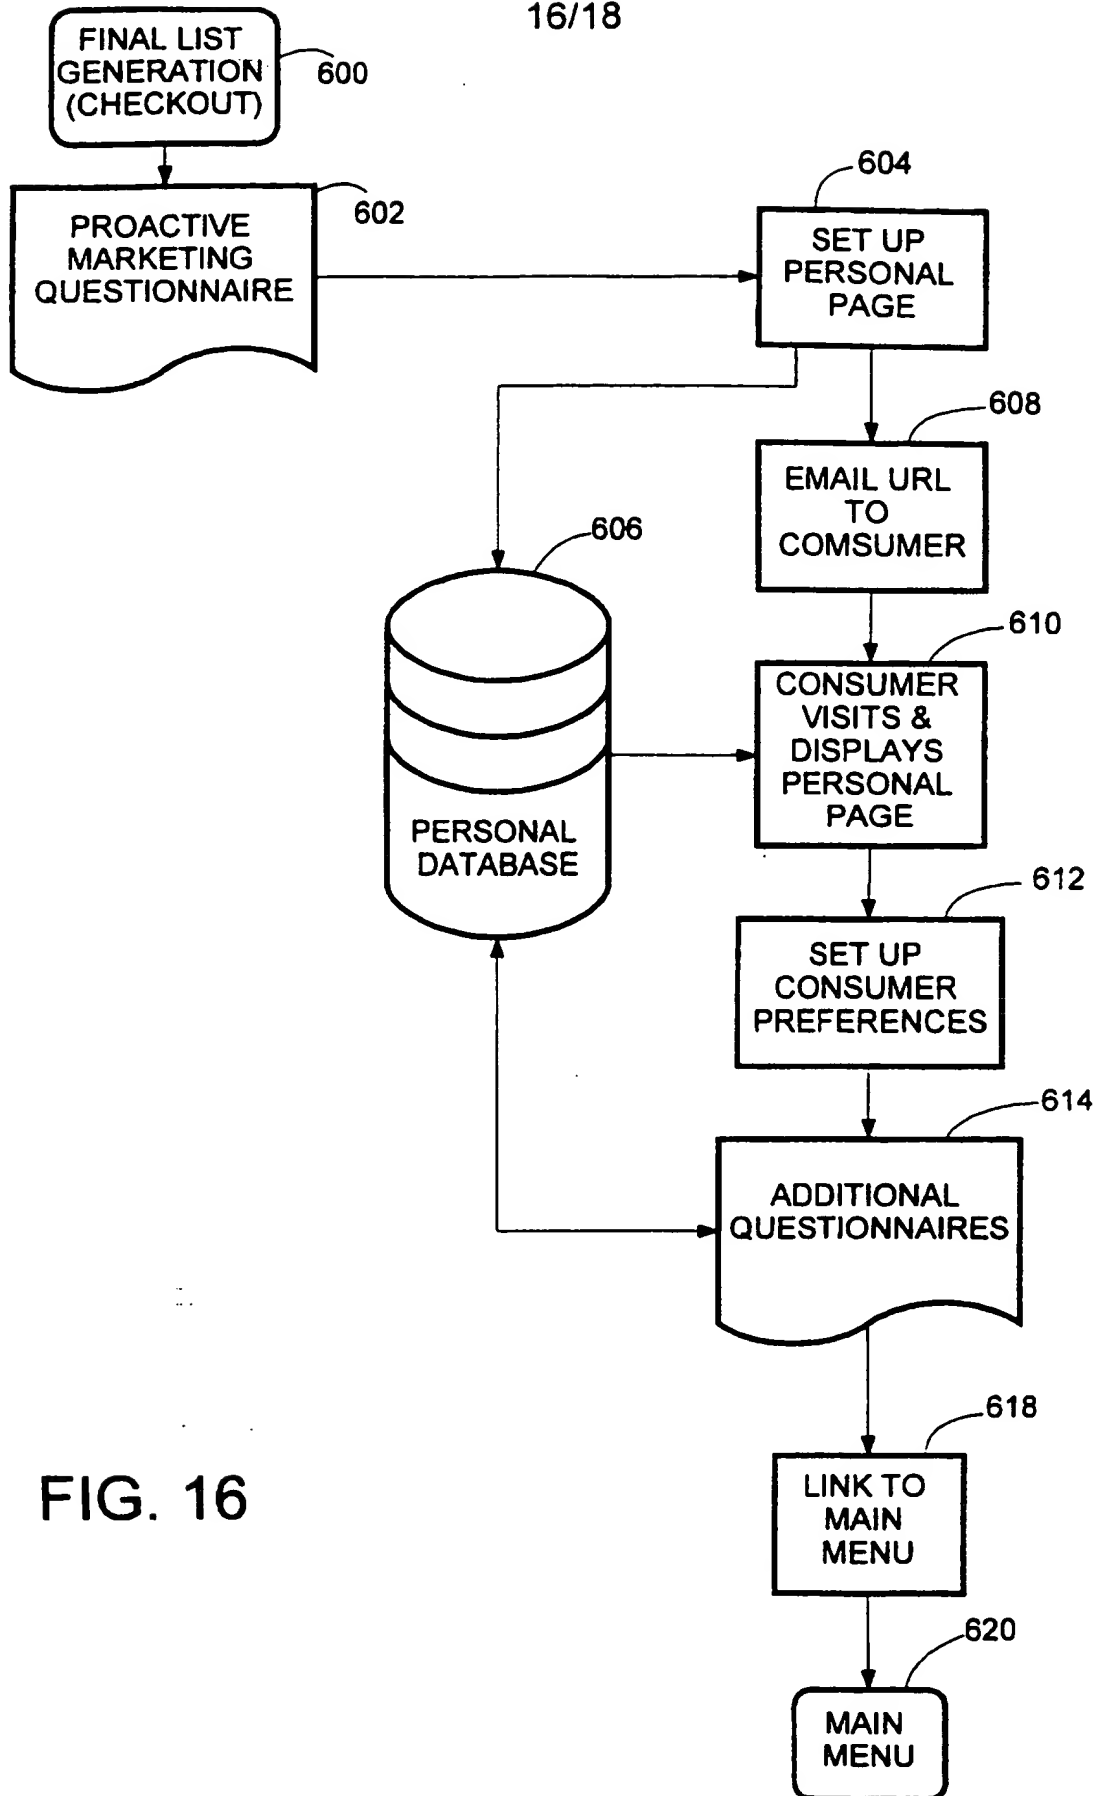 16/18
FINAL LIST
GENERATION
(CHECKOUT)
600
PROACTIVE
MARKETING
QUESTIONNAIRE
602
604
SET UP
PERSONAL
PAGE
608
EMAIL URL
TO
COMSUMER
606
PERSONAL
DATABASE
610
CONSUMER
VISITS &
DISPLAYS
PERSONAL
PAGE
612
SET UP
CONSUMER
PREFERENCES
614
ADDITIONAL
QUESTIONNAIRES
618
LINK TO
MAIN
MENU
FIG. 16
620
MAIN
MENU